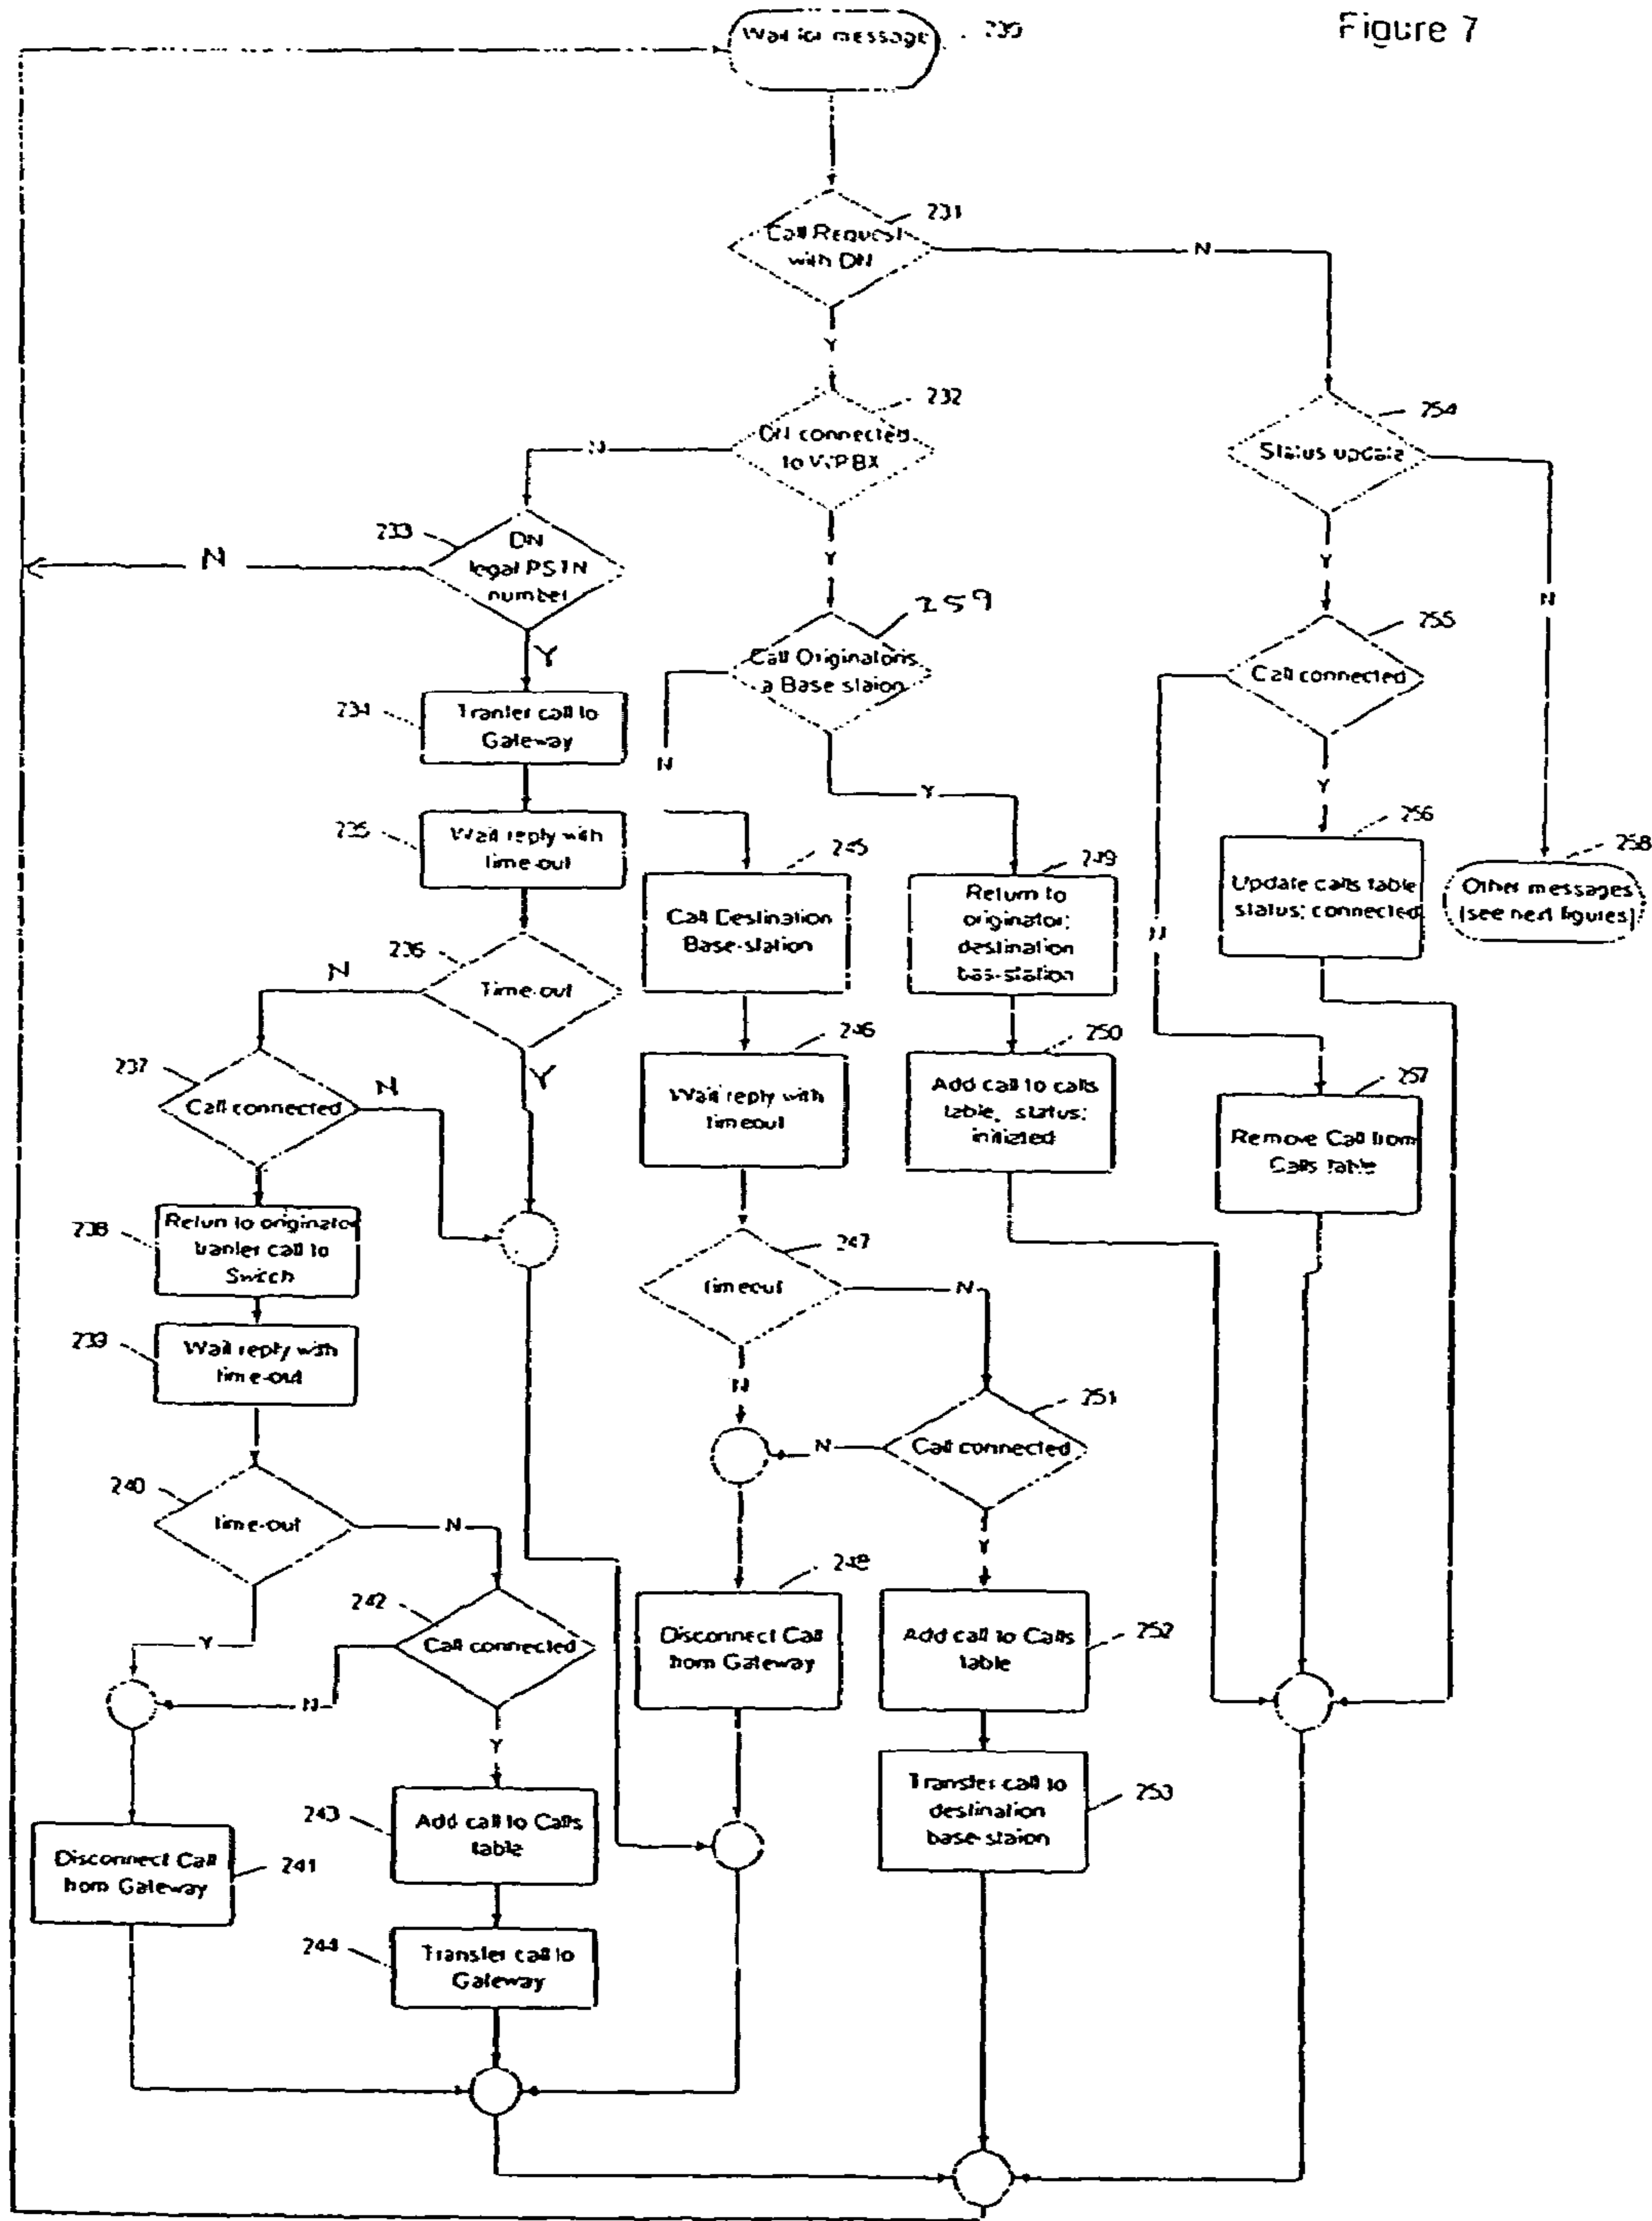 Figure 7
Wait for message
231
Call Request
with DN
N
Y
232
DN connected
to WPBX
N
Y
254
Status update
Y
N
233
DN
legal PSTN
number
N
Y
259
Call Originator is
a Base staion
N
Y
255
Call connected
N
Y
234
Tranfer call to
Gateway
235
Wait reply with
time-out
245
Call Destination
Base-station
249
Return to
originator:
destination
bas-station
256
Update calls table
status: connected
258
Other messages
(see next figures)
236
Time-out
N
Y
246
Wait reply with
timeout
250
Add call to calls
table, status:
initiated
257
Remove Call from
Calls table
237
Call connected
N
238
Retun to originator
tranfer call to
Switch
239
Wait reply with
time-out
247
timeout
N
N
251
Call connected
N
Y
240
time-out
N
Y
242
Call connected
N
Y
248
Disconnect Call
from Gateway
252
Add call to Calls
table
253
Transfer call to
destination
base-staion
241
Disconnect Call
from Gateway
243
Add call to Calls
table
244
Transfer call to
Gateway